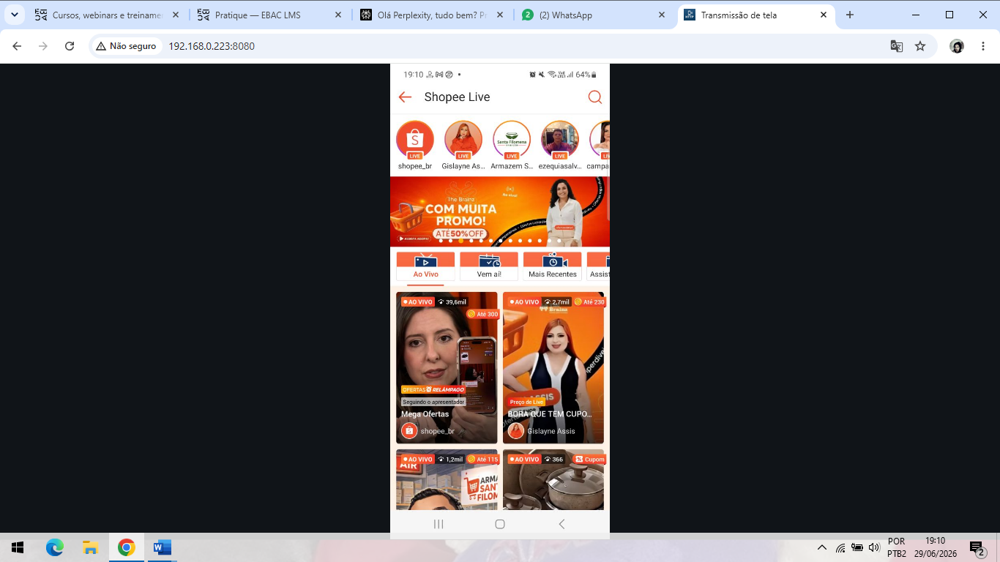 Cursos, webinars e treiname
Pratique — EBAC LMS
Olá Perplexity, tudo bem? Pr
2
(2) WhatsApp
HTTP
Transmissão de tela
Não seguro
192.168.0.223:8080
19:10
64%
Shopee Live
LIVE
LIVE
Santa Filomena
LIVE
LIVE
LIV
shopee_br
Gislayne As...
Armazem S...
ezequiasalv...
campa
The Brainz
Ao Vivo!
COM MUITA
PROMO!
ATÉ 50% OFF
Ao Vivo
Vem aí!
Mais Recentes
Assist
AO VIVO
39,6mil
Até 300
OFERTAS RELÂMPAGO
Seguindo o apresentador
Mega Ofertas
shopee_br
AO VIVO
2,7mil
Até 230
Brainz
perdíve
ASSIS
Preço de Live
BORA QUE TEM CUPO...
Gislayne Assis
AO VIVO
1,2mil
Até 115
AIR
ARMA
SANT
FILOM
AO VIVO
366
Cupom
POR
PTB2
19:10
29/06/2026
2